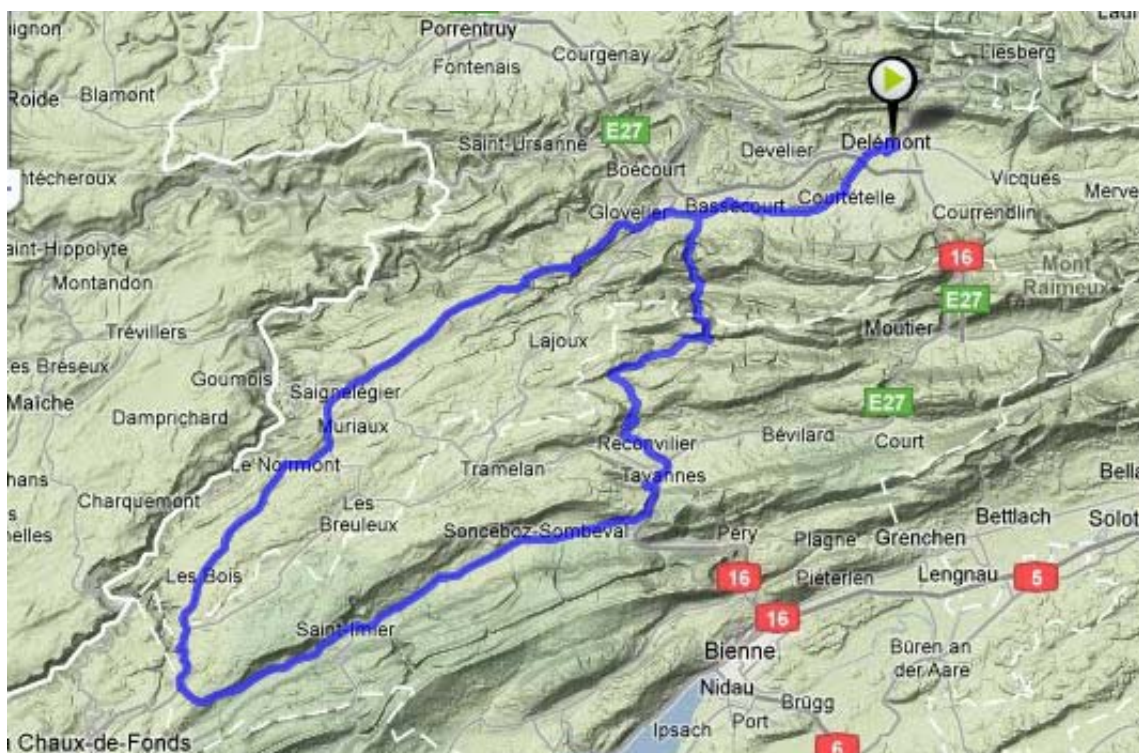 ignon
Porrentruy
Fontenais
Courgenay
Liesberg
Roide
Blamont
E27
Saint-Ursanne
Boécourt
Develier
Delémont
Vicques
Merve
ntécheroux
Glovelier
Bassecourt
Courtételle
Courrendlin
aint-Hippolyte
Montandon
16
Mont
Raimeux
E27
Trévillers
Lajoux
Moutier
es Bréseux
Goumois
Saignelégier
Maîche
Damprichard
Muriaux
E27
Reconvilier
Bévilard
Court
Le Noirmont
Tramelan
Tavannes
hans
Charquemont
Les
Breuleux
Bella
Bettlach
Solot
nelles
Sonceboz-Sombeval
Péry
Plagne
Grenchen
Les Bois
16
Pieterlen
Lengnau
5
Saint-Imier
16
Bienne
Büren an
der Aare
Nidau
Brügg
Ipsach
Port
Chaux-de-Fonds
6